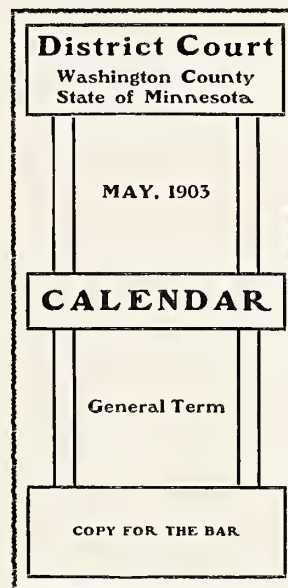 District Court
Washington County
State of Minnesota
MAY, 1903
CALENDAR
General Term
COPY FOR THE BAR